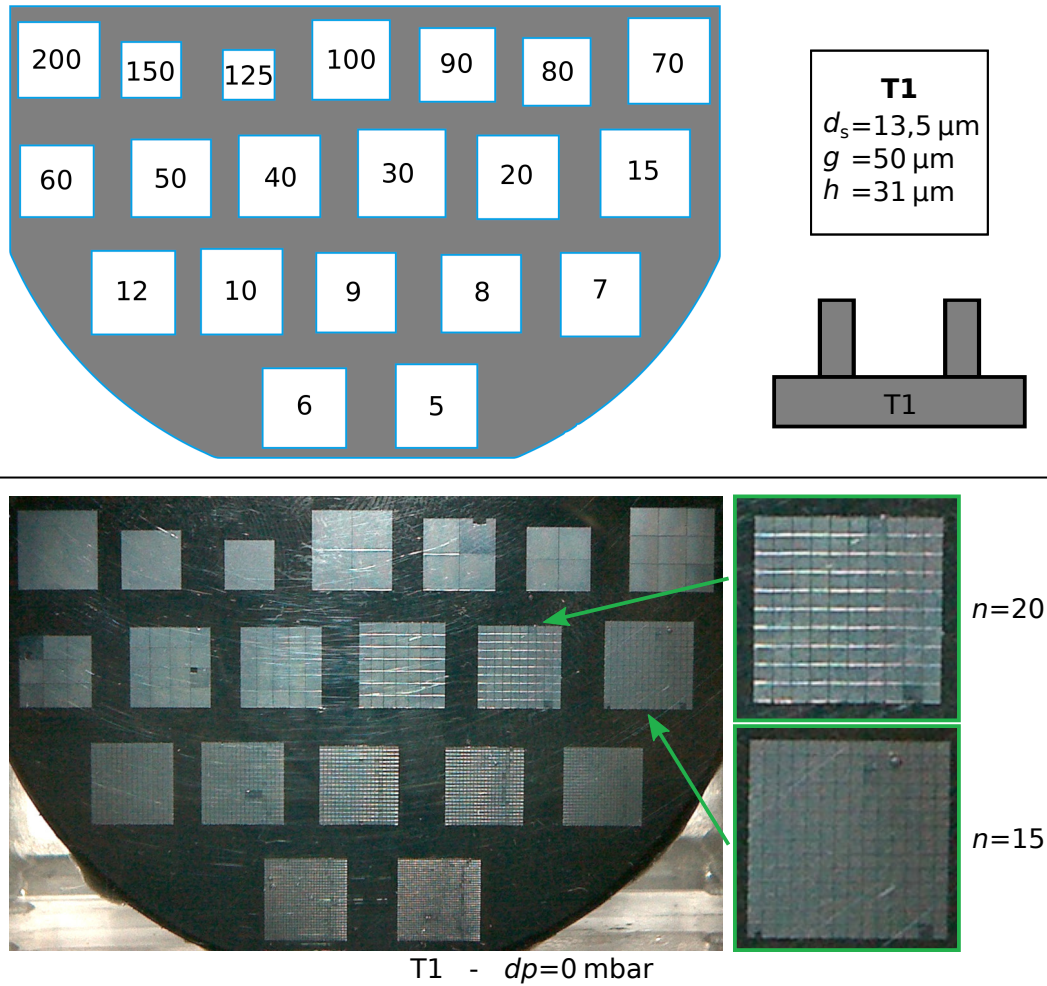 200 150 125 100 90 80 70
60 50 40 30 20 15
12 10 9 8 7
6 5
T1
ds=13,5 µm
g =50 µm
h =31 µm
T1
n=20
n=15
T1 - dp=0 mbar